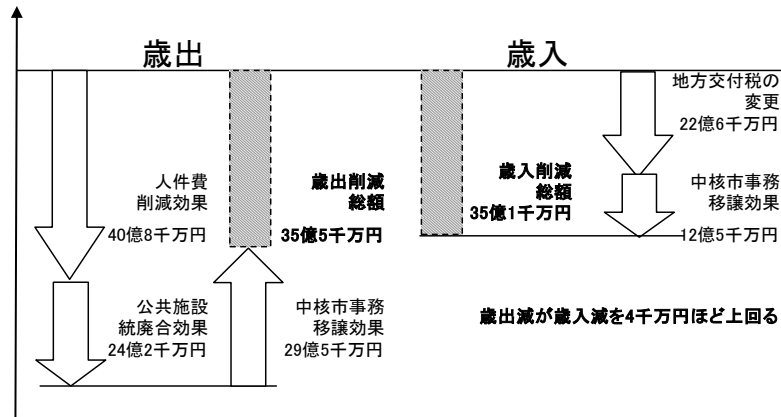 歳出
歳入
人件費
削減効果
40億8千万円
公共施設
統廃合効果
24億2千万円
歳出削減
総額
35億5千万円
中核市事務
移譲効果
29億5千万円
歳入削減
総額
35億1千万円
地方交付税の
変更
22億6千万円
中核市事務
移譲効果
12億5千万円
歳出減が歳入減を4千万円ほど上回る